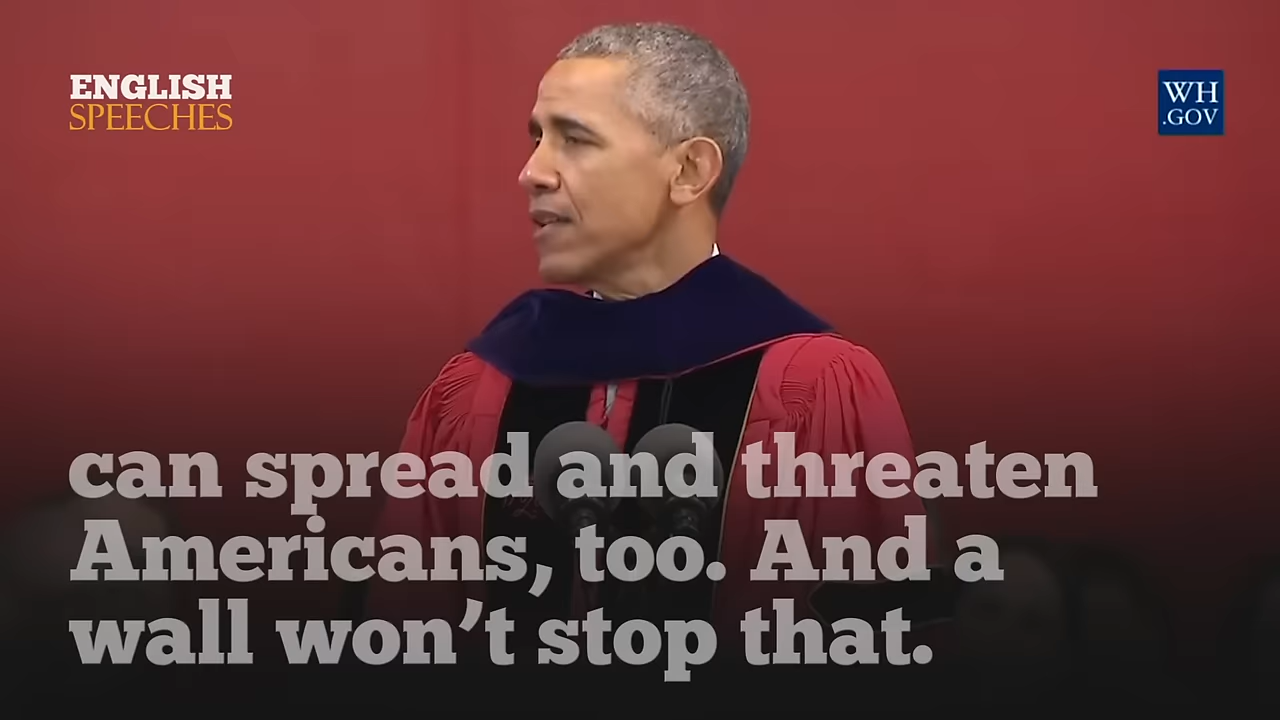 ENGLISH
SPEECHES
WH
.GOV
can spread and threaten
Americans, too. And a
wall won’t stop that.